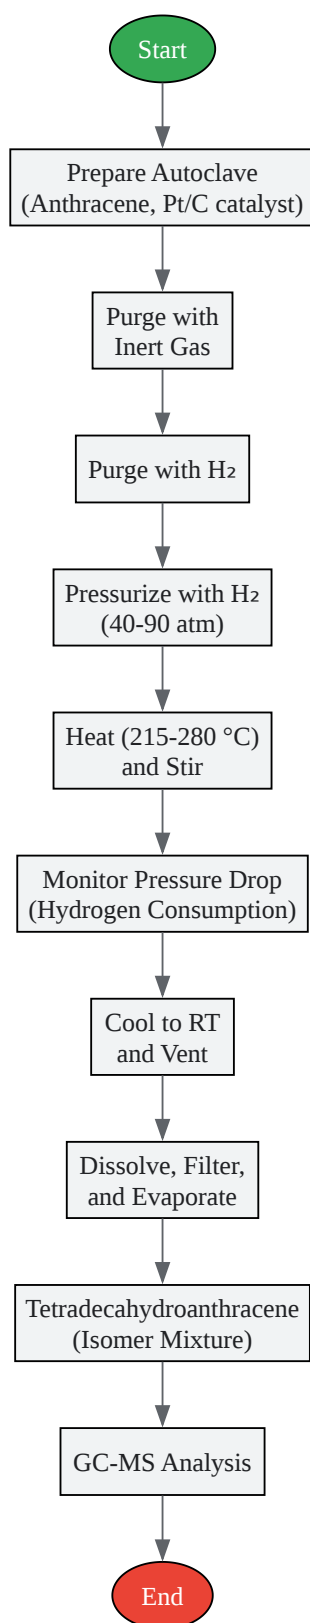 Start
Prepare Autoclave
(Anthracene, Pt/C catalyst)
Purge with
Inert Gas
Purge with H₂
Pressurize with H₂
(40-90 atm)
Heat (215-280 °C)
and Stir
Monitor Pressure Drop
(Hydrogen Consumption)
Cool to RT
and Vent
Dissolve, Filter,
and Evaporate
Tetradecahydroanthracene
(Isomer Mixture)
GC-MS Analysis
End